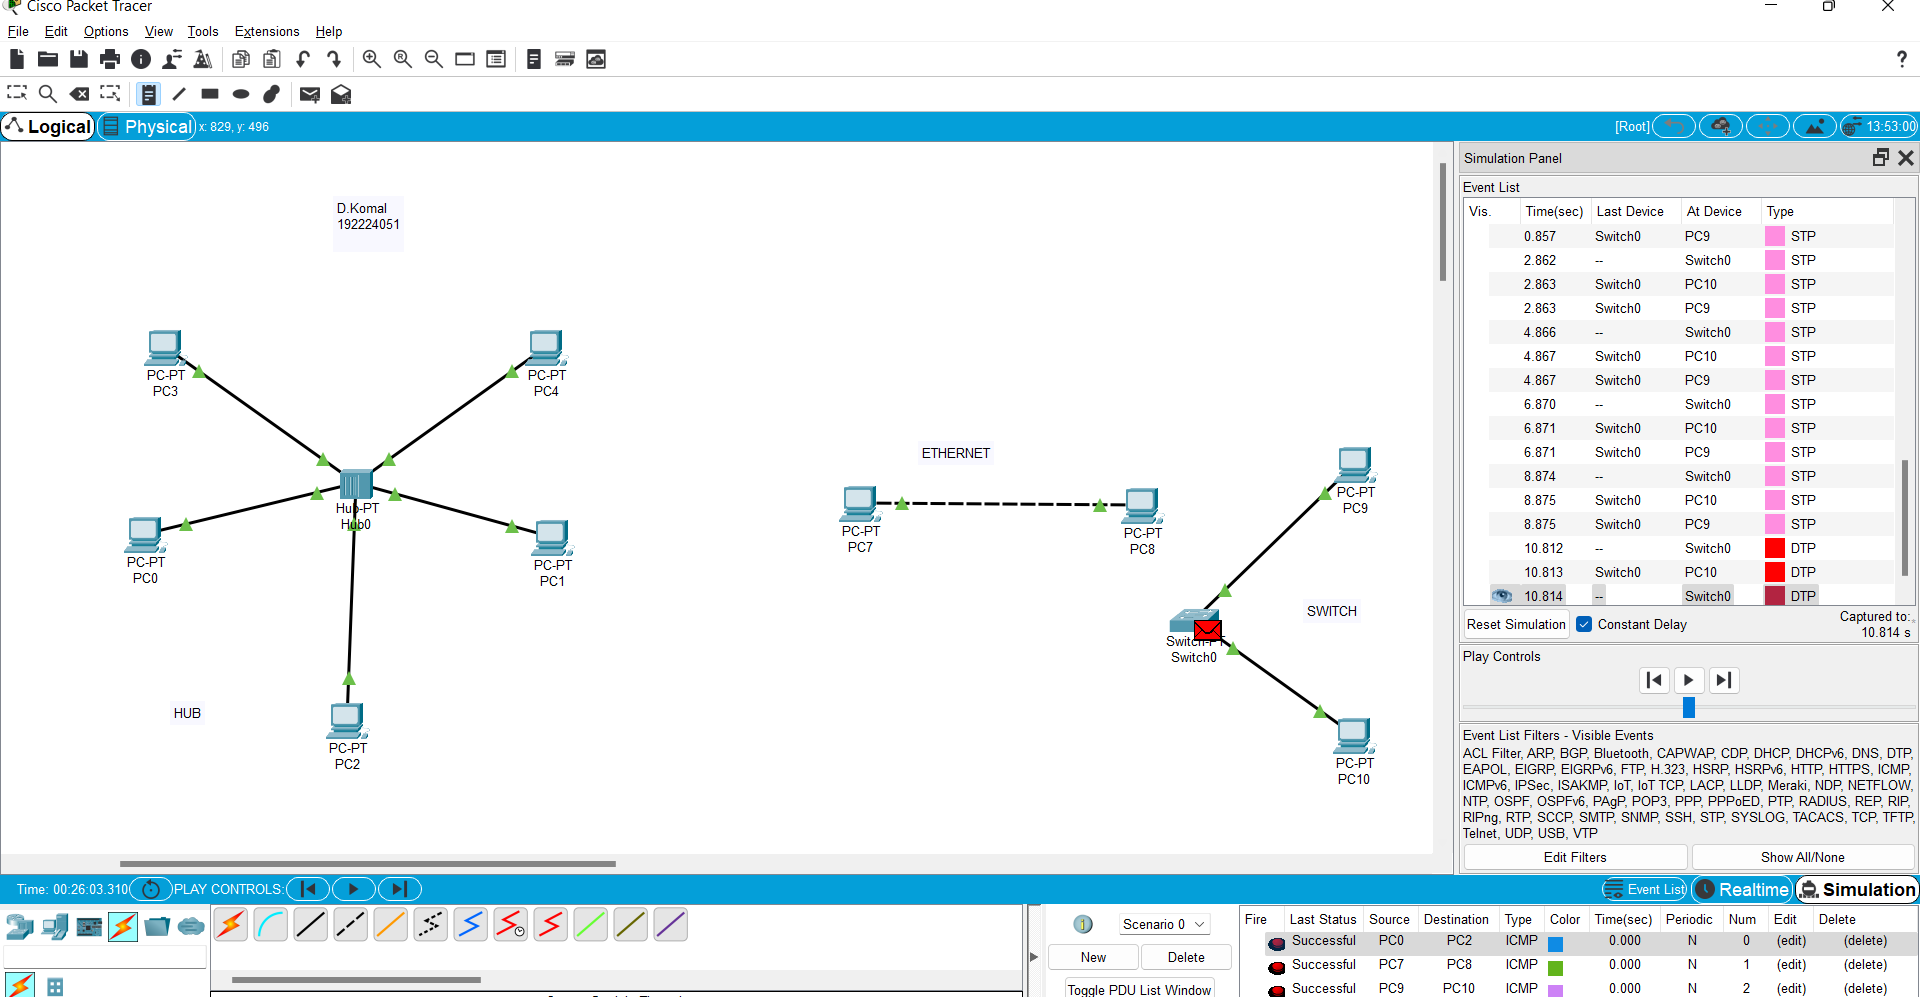 Cisco Packet Tracer
File Edit Options View Tools Extensions Help
Logical Physical x: 829, y: 496 [Root] 13:53:00
D.Komal
192224051
PC-PT
PC3
PC-PT
PC4
Hub-PT
Hub0
PC-PT
PC0
PC-PT
PC1
HUB
PC-PT
PC2
ETHERNET
PC-PT
PC7
PC-PT
PC8
PC-PT
PC9
SWITCH
Switch-PT
Switch0
PC-PT
PC10
Simulation Panel
Event List
Vis. Time(sec) Last Device At Device Type
0.857 Switch0 PC9 STP
2.862 -- Switch0 STP
2.863 Switch0 PC10 STP
2.863 Switch0 PC9 STP
4.866 -- Switch0 STP
4.867 Switch0 PC10 STP
4.867 Switch0 PC9 STP
6.870 -- Switch0 STP
6.871 Switch0 PC10 STP
6.871 Switch0 PC9 STP
8.874 -- Switch0 STP
8.875 Switch0 PC10 STP
8.875 Switch0 PC9 STP
10.812 -- Switch0 DTP
10.813 Switch0 PC10 DTP
10.814 -- Switch0 DTP
Reset Simulation Constant Delay Captured to:
10.814 s
Play Controls
Event List Filters - Visible Events
ACL Filter, ARP, BGP, Bluetooth, CAPWAP, CDP, DHCP, DHCPv6, DNS, DTP,
EAPOL, EIGRP, EIGRPv6, FTP, H.323, HSRP, HSRPv6, HTTP, HTTPS, ICMP,
ICMPv6, IPSec, ISAKMP, IoT, IoT TCP, LACP, LLDP, Meraki, NDP, NETFLOW,
NTP, OSPF, OSPFv6, PAgP, POP3, PPP, PPPoED, PTP, RADIUS, REP, RIP,
RIPng, RTP, SCCP, SMTP, SNMP, SSH, STP, SYSLOG, TACACS, TCP, TFTP,
Telnet, UDP, USB, VTP
Edit Filters Show All/None
Time: 00:26:03.310 PLAY CONTROLS: Event List Realtime Simulation
Scenario 0
New Delete
Toggle PDU List Window
Fire Last Status Source Destination Type Color Time(sec) Periodic Num Edit Delete
Successful PC0 PC2 ICMP 0.000 N 0 (edit) (delete)
Successful PC7 PC8 ICMP 0.000 N 1 (edit) (delete)
Successful PC9 PC10 ICMP 0.000 N 2 (edit) (delete)